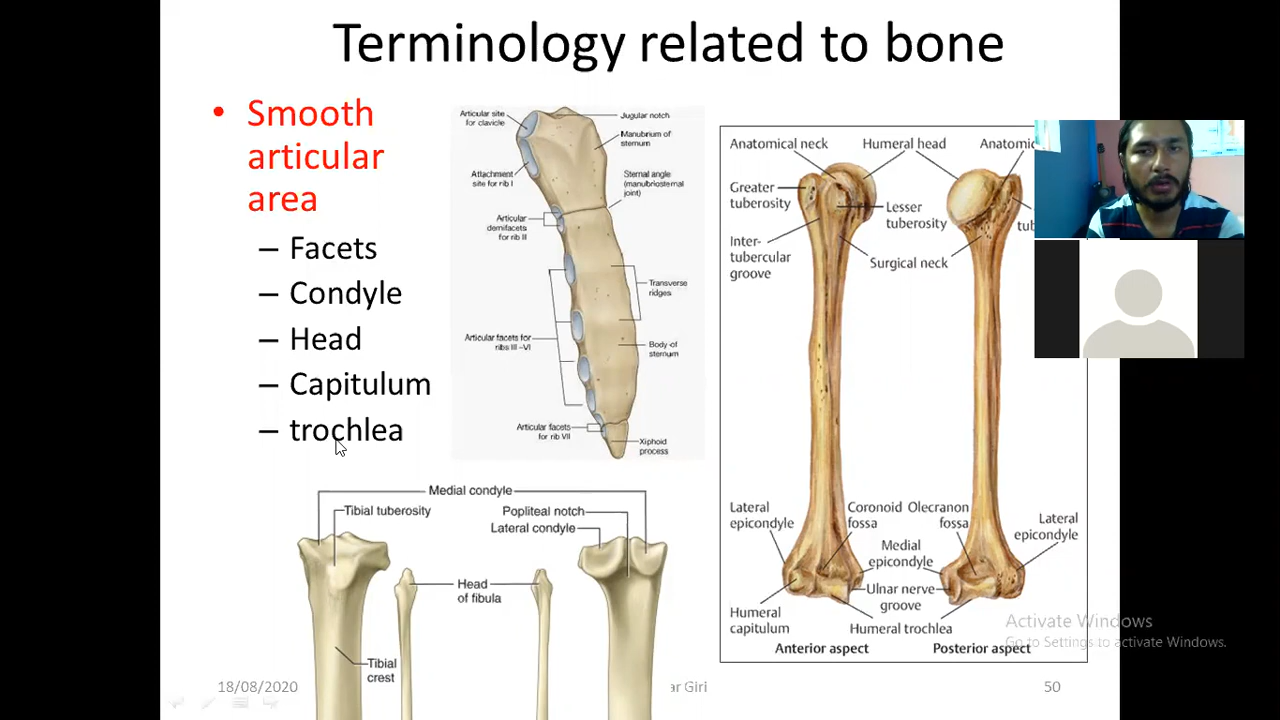 Terminology related to bone
• Smooth
articular
area
– Facets
– Condyle
– Head
– Capitulum
– trochlea
Articular site
for clavicle
Jugular notch
Manubrium of
sternum
Attachment
site for rib I
Sternal angle
(manubriosternal
joint)
Articular
demifacets
for rib II
Transverse
ridges
Articular facets for
ribs III –VI
Body of
sternum
Articular facets
for rib VII
Xiphoid
process
Anatomical neck
Humeral head
Anatomic
Greater
tuberosity
Lesser
tuberosity
tub
Inter-
tubercular
groove
Surgical neck
Lateral
epicondyle
Coronoid
fossa
Olecranon
fossa
Lateral
epicondyle
Medial
epicondyle
Ulnar nerve
groove
Humeral
capitulum
Humeral trochlea
Anterior aspect
Posterior aspect
Medial condyle
Tibial tuberosity
Popliteal notch
Lateral condyle
Head
of fibula
Tibial
crest
Activate Windows
Go to Settings to activate Windows.
18/08/2020
ar Giri
50